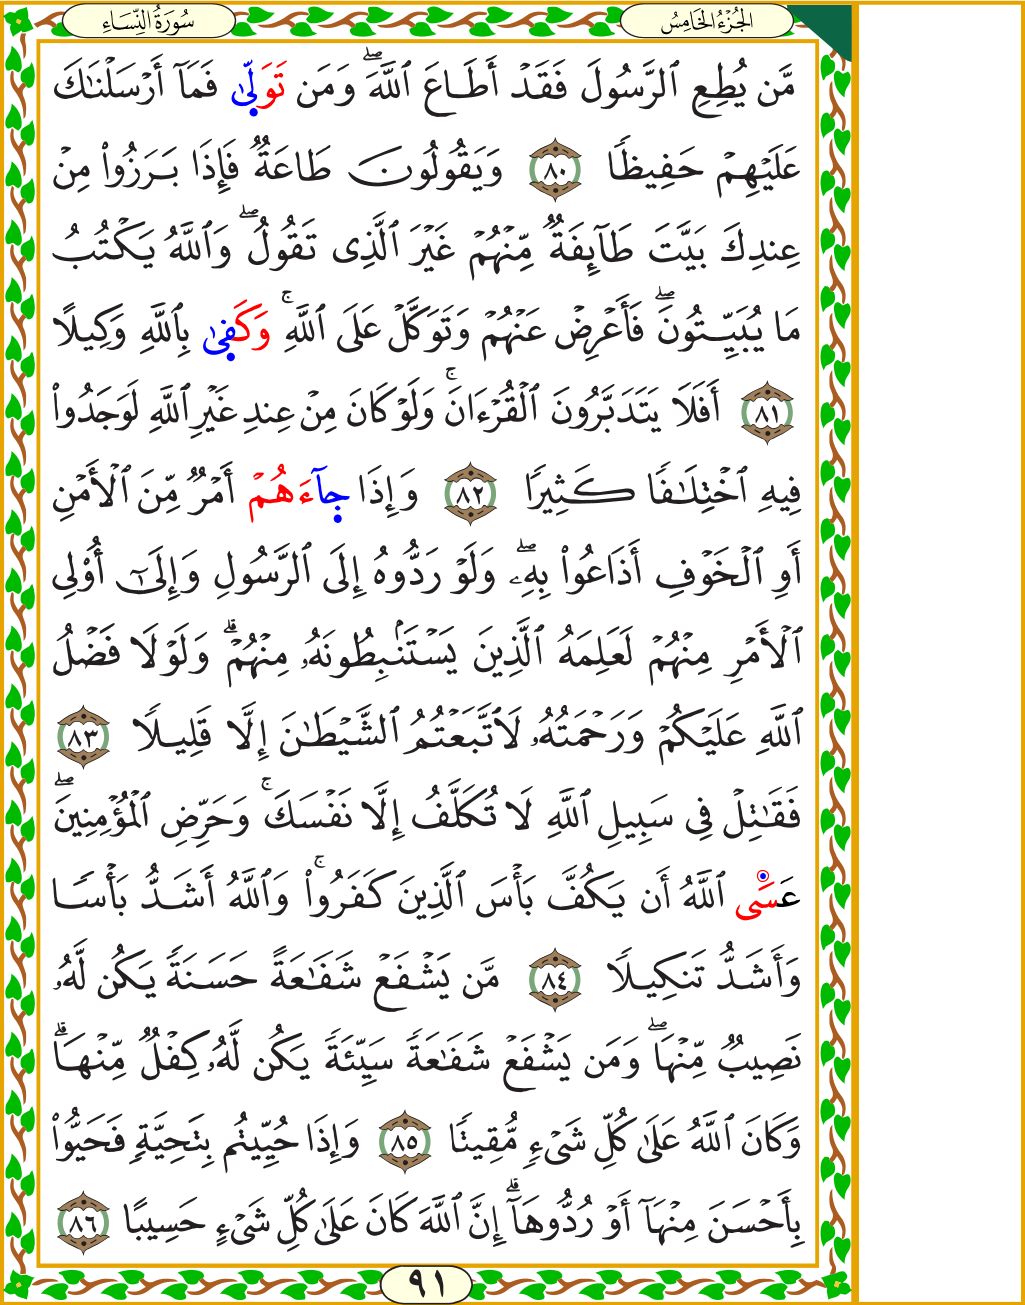 الجُزْءُ الخَامِسُ
سُورَةُ النِّسَاءِ
مَّن يُطِعِ ٱلرَّسُولَ فَقَدْ أَطَاعَ ٱللَّهَۖ وَمَن تَوَلّٜىٰ فَمَآ أَرْسَلْنَٰكَ
عَلَيْهِمْ حَفِيظٗا ٨٠ وَيَقُولُونَ طَاعَةٞ فَإِذَا بَرَزُواْ مِنْ
عِندِكَ بَيَّتَ طَآئِفَةٞ مِّنْهُمْ غَيْرَ ٱلَّذِى تَقُولُۖ وَٱللَّهُ يَكْتُبُ
مَا يُبَيِّتُونَۖ فَأَعْرِضْ عَنْهُمْ وَتَوَكَّلْ عَلَى ٱللَّهِۚ وَكَفٜىٰ بِٱللَّهِ وَكِيلًا
٨١ أَفَلَا يَتَدَبَّرُونَ ٱلْقُرْءَانَۚ وَلَوْ كَانَ مِنْ عِندِ غَيْرِ ٱللَّهِ لَوَجَدُواْ
فِيهِ ٱخْتِلَٰفٗا كَثِيرٗا ٨٢ وَإِذَا جٜآءَهُمْ أَمْرٞ مِّنَ ٱلْأَمْنِ
أَوِ ٱلْخَوْفِ أَذَاعُواْ بِهِۦۖ وَلَوْ رَدُّوهُ إِلَى ٱلرَّسُولِ وَإِلَىٰٓ أُوْلِى
ٱلْأَمْرِ مِنْهُمْ لَعَلِمَهُ ٱلَّذِينَ يَسْتَنۢبِطُونَهُۥ مِنْهُمْۗ وَلَوْلَا فَضْلُ
ٱللَّهِ عَلَيْكُمْ وَرَحْمَتُهُۥ لَٱتَّبَعْتُمُ ٱلشَّيْطَٰنَ إِلَّا قَلِيلٗا ٨٣
فَقَٰتِلْ فِى سَبِيلِ ٱللَّهِ لَا تُكَلَّفُ إِلَّا نَفْسَكَۚ وَحَرِّضِ ٱلْمُؤْمِنِينَۖ
عَسَى ٱللَّهُ أَن يَكُفَّ بَأْسَ ٱلَّذِينَ كَفَرُواْۚ وَٱللَّهُ أَشَدُّ بَأْسٗا
وَأَشَدُّ تَنكِيلٗا ٨٤ مَّن يَشْفَعْ شَفَٰعَةً حَسَنَةٗ يَكُن لَّهُۥ
نَصِيبٞ مِّنْهَاۖ وَمَن يَشْفَعْ شَفَٰعَةٗ سَيِّئَةٗ يَكُن لَّهُۥ كِفْلٞ مِّنْهَاۗ
وَكَانَ ٱللَّهُ عَلَىٰ كُلِّ شَىْءٖ مُّقِيتٗا ٨٥ وَإِذَا حُيِّيتُم بِتَحِيَّةٖ فَحَيُّواْ
بِأَحْسَنَ مِنْهَآ أَوْ رُدُّوهَآۗ إِنَّ ٱللَّهَ كَانَ عَلَىٰ كُلِّ شَىْءٍ حَسِيبًا ٨٦
٩١